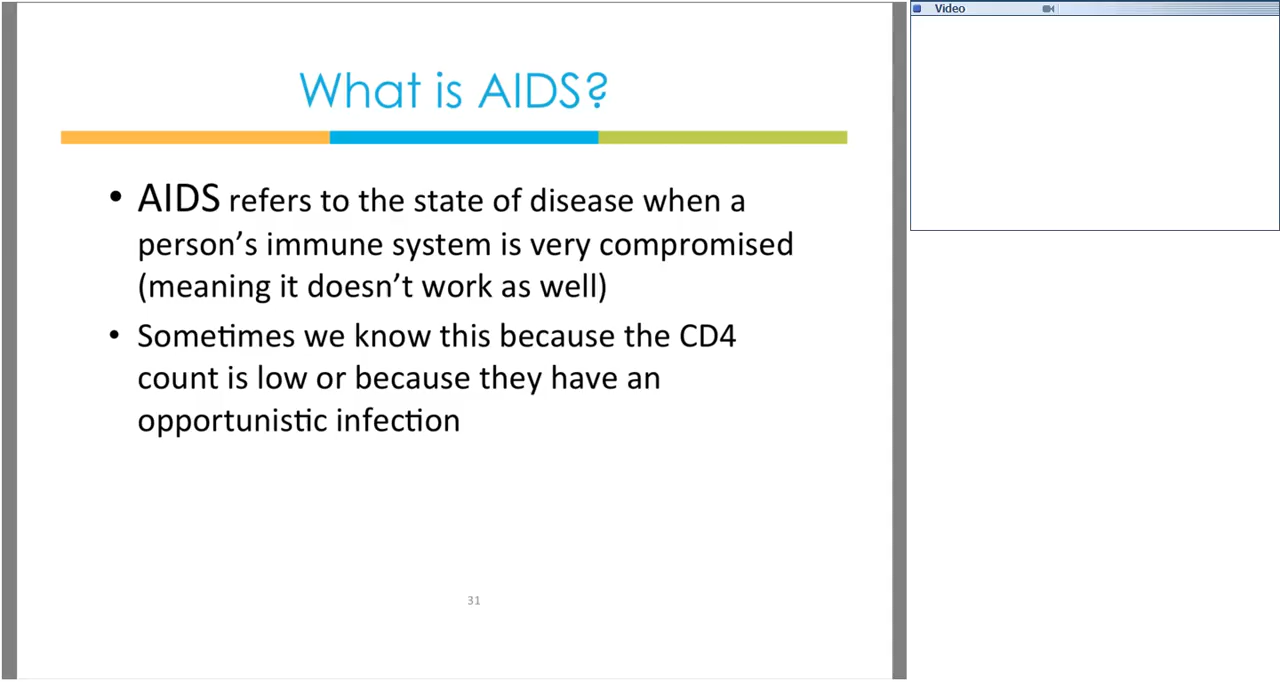 What is AIDS?
• AIDS refers to the state of disease when a
person’s immune system is very compromised
(meaning it doesn’t work as well)
• Sometimes we know this because the CD4
count is low or because they have an
opportunistic infection
31
Video